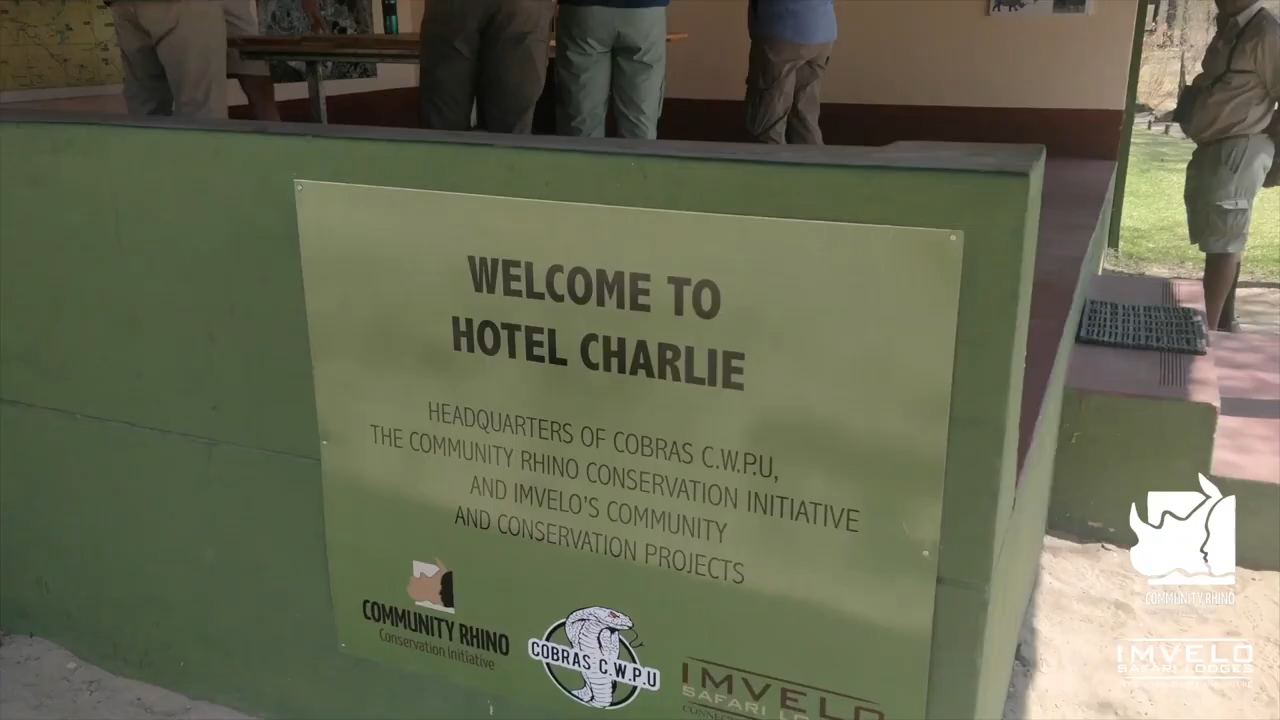 WELCOME TO
HOTEL CHARLIE
HEADQUARTERS OF COBRAS C.W.P.U,
THE COMMUNITY RHINO CONSERVATION INITIATIVE
AND IMVELO'S COMMUNITY
AND CONSERVATION PROJECTS
COMMUNITY RHINO
Conservation Initiative
COBRAS C.W.P.U
IMVELO
SAFARI
COMMUNITY RHINO
IMVELO
SAFARI LODGES